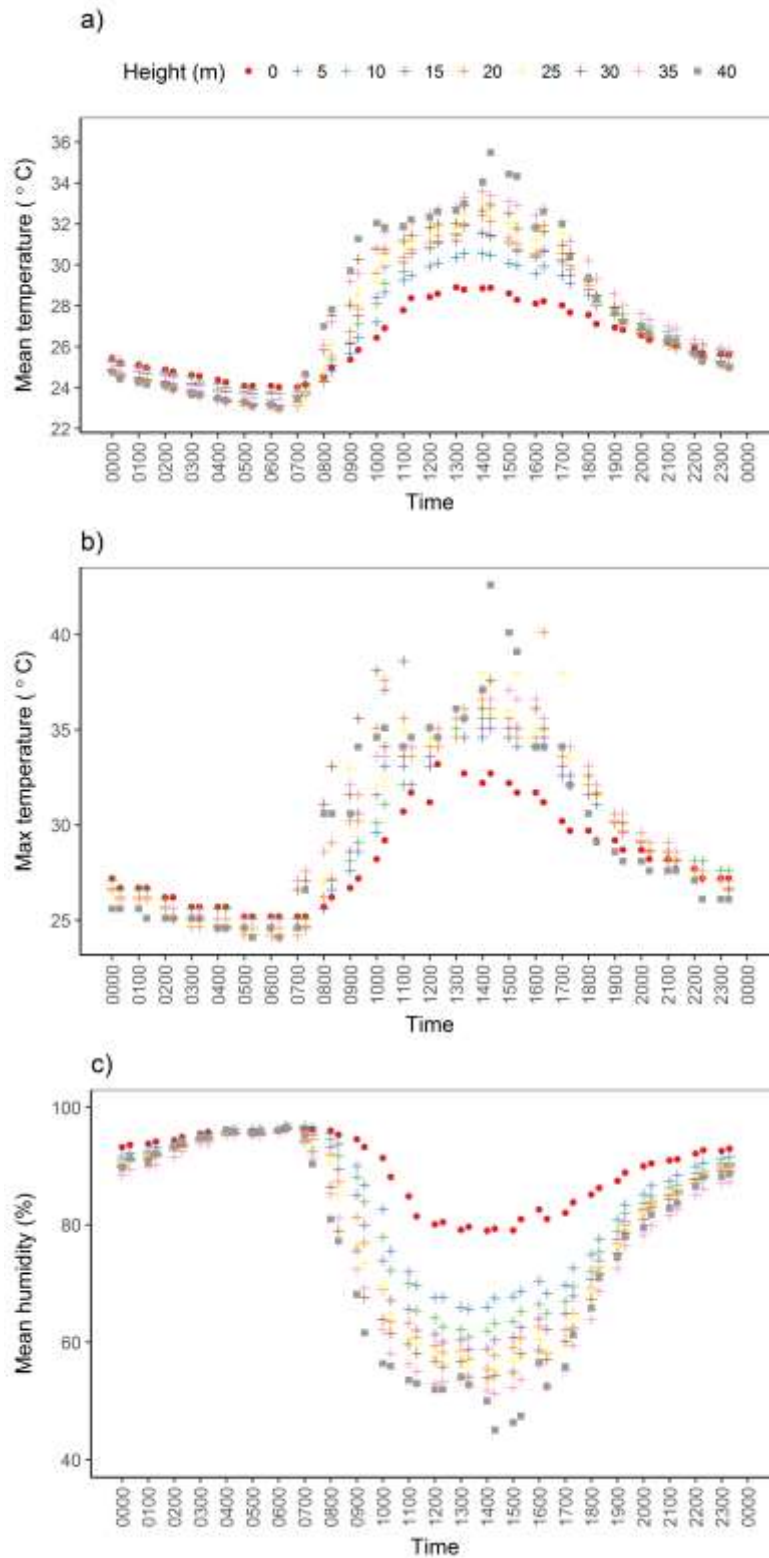 a)
Height (m) 0 5 10 15 20 25 30 35 40
36
34
32
30
28
26
24
22
Mean temperature ( ° C)
0000 0100 0200 0300 0400 0500 0600 0700 0800 0900 1000 1100 1200 1300 1400 1500 1600 1700 1800 1900 2000 2100 2200 2300 0000
Time
b)
40
35
30
25
Max temperature ( ° C)
0000 0100 0200 0300 0400 0500 0600 0700 0800 0900 1000 1100 1200 1300 1400 1500 1600 1700 1800 1900 2000 2100 2200 2300 0000
Time
c)
100
80
60
40
Mean humidity (%)
0000 0100 0200 0300 0400 0500 0600 0700 0800 0900 1000 1100 1200 1300 1400 1500 1600 1700 1800 1900 2000 2100 2200 2300 0000
Time